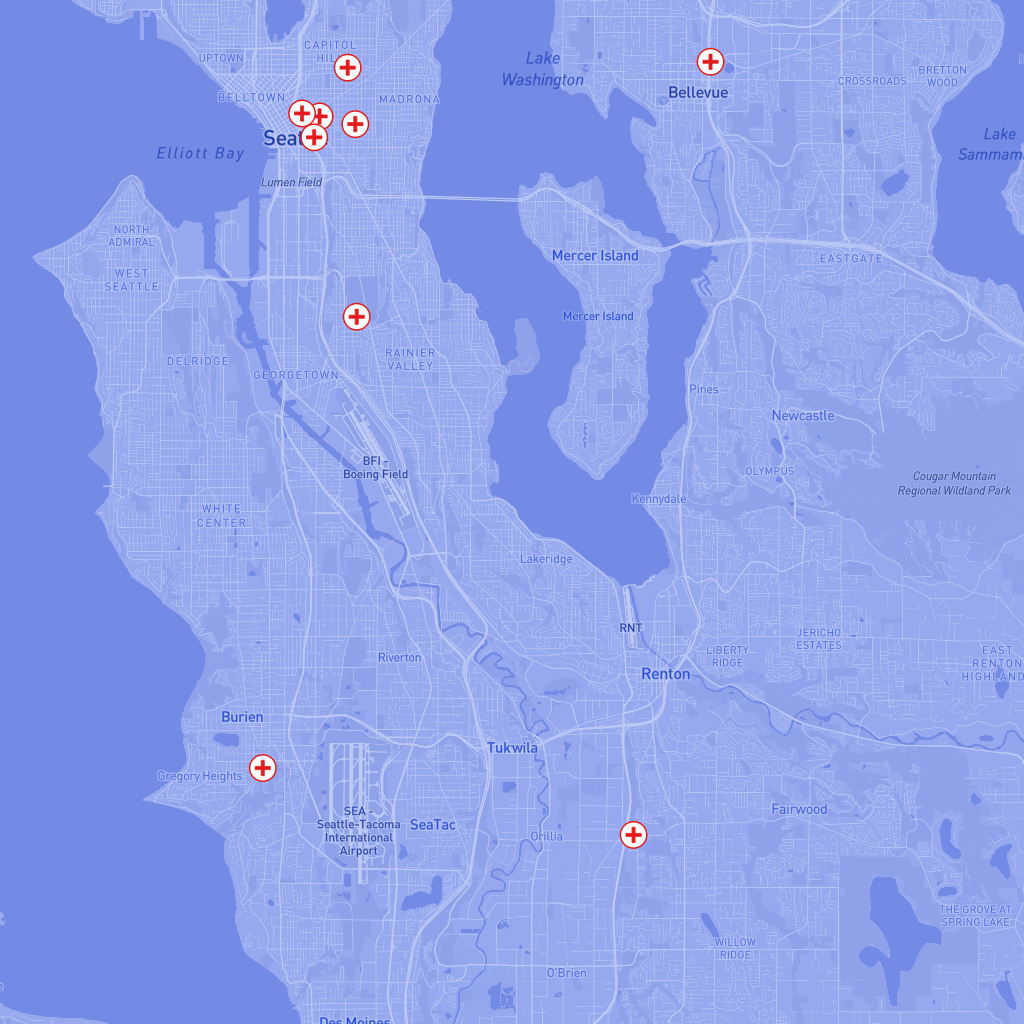 CAPITOL
HILL
UPTOWN
BELLTOWN
MADRONA
Lake
Washington
Bellevue
CROSSROADS
BRETTON
WOOD
Elliott Bay
Lumen Field
Lake
NORTH
ADMIRAL
WEST
SEATTLE
Mercer Island
EASTGATE
Mercer Island
DELRIDGE
GEORGETOWN
RAINIER
VALLEY
Pines
Newcastle
BFI -
Boeing Field
OLYMPUS
Cougar Mountain
Regional Wildland Park
Kennydale
WHITE
CENTER
Lakeridge
RNT
JERICHO
ESTATES
Riverton
LIBERTY
RIDGE
EAST
RENTON
Renton
Burien
Tukwila
Gregory Heights
SEA -
Seattle-Tacoma
International
Airport
SeaTac
Orillia
Fairwood
THE GROVE AT
SPRING LAKE
WILLOW
RIDGE
O'Brien
Des Moines